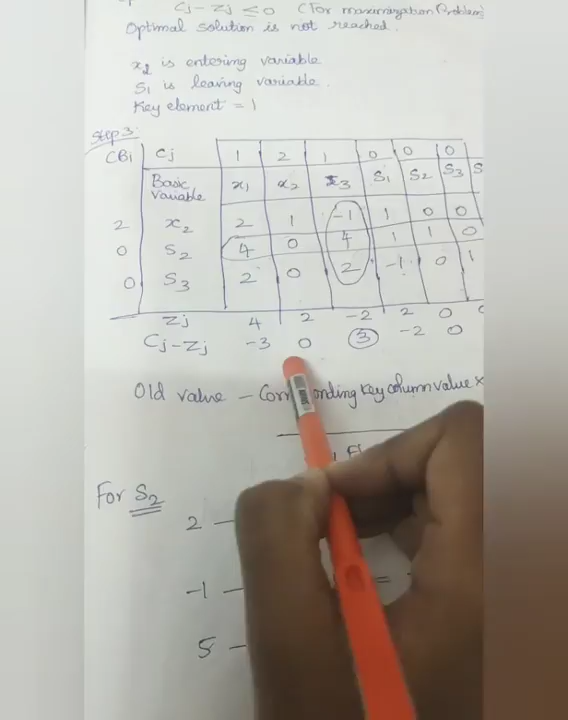 Cj - Zj ≤ 0 (For maximization Problem)
Optimal solution is not reached.
x2 is entering variable
S1 is leaving variable.
Key element = 1
Step 3:
CBi Cj 1 2 1 0 0 0
Basic Variable x1 x2 x3 S1 S2 S3 S
2 x2 2 1 -1 1 0 0
0 S2 4 0 4 1 1 0
0 S3 2 0 2 -1 0 1
Zj 4 2 -2 2 0
Cj - Zj -3 0 3 -2 0
Old value - Key column value ×
For S2
2 -
-1 - =
5 -